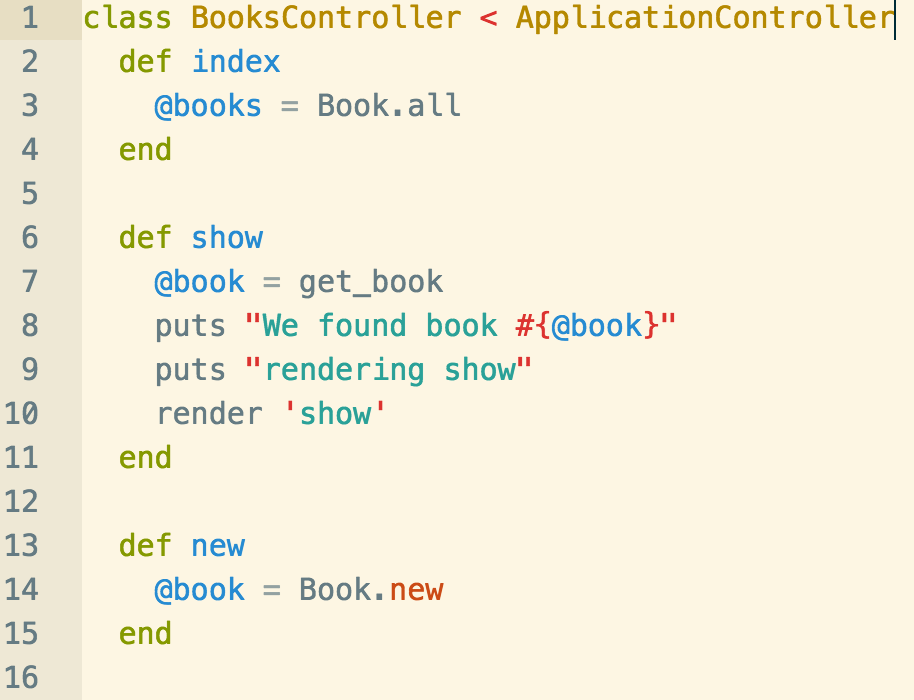 1 class BooksController < ApplicationController
2   def index
3     @books = Book.all
4   end
5
6   def show
7     @book = get_book
8     puts "We found book #{@book}"
9     puts "rendering show"
10     render 'show'
11   end
12
13   def new
14     @book = Book.new
15   end
16